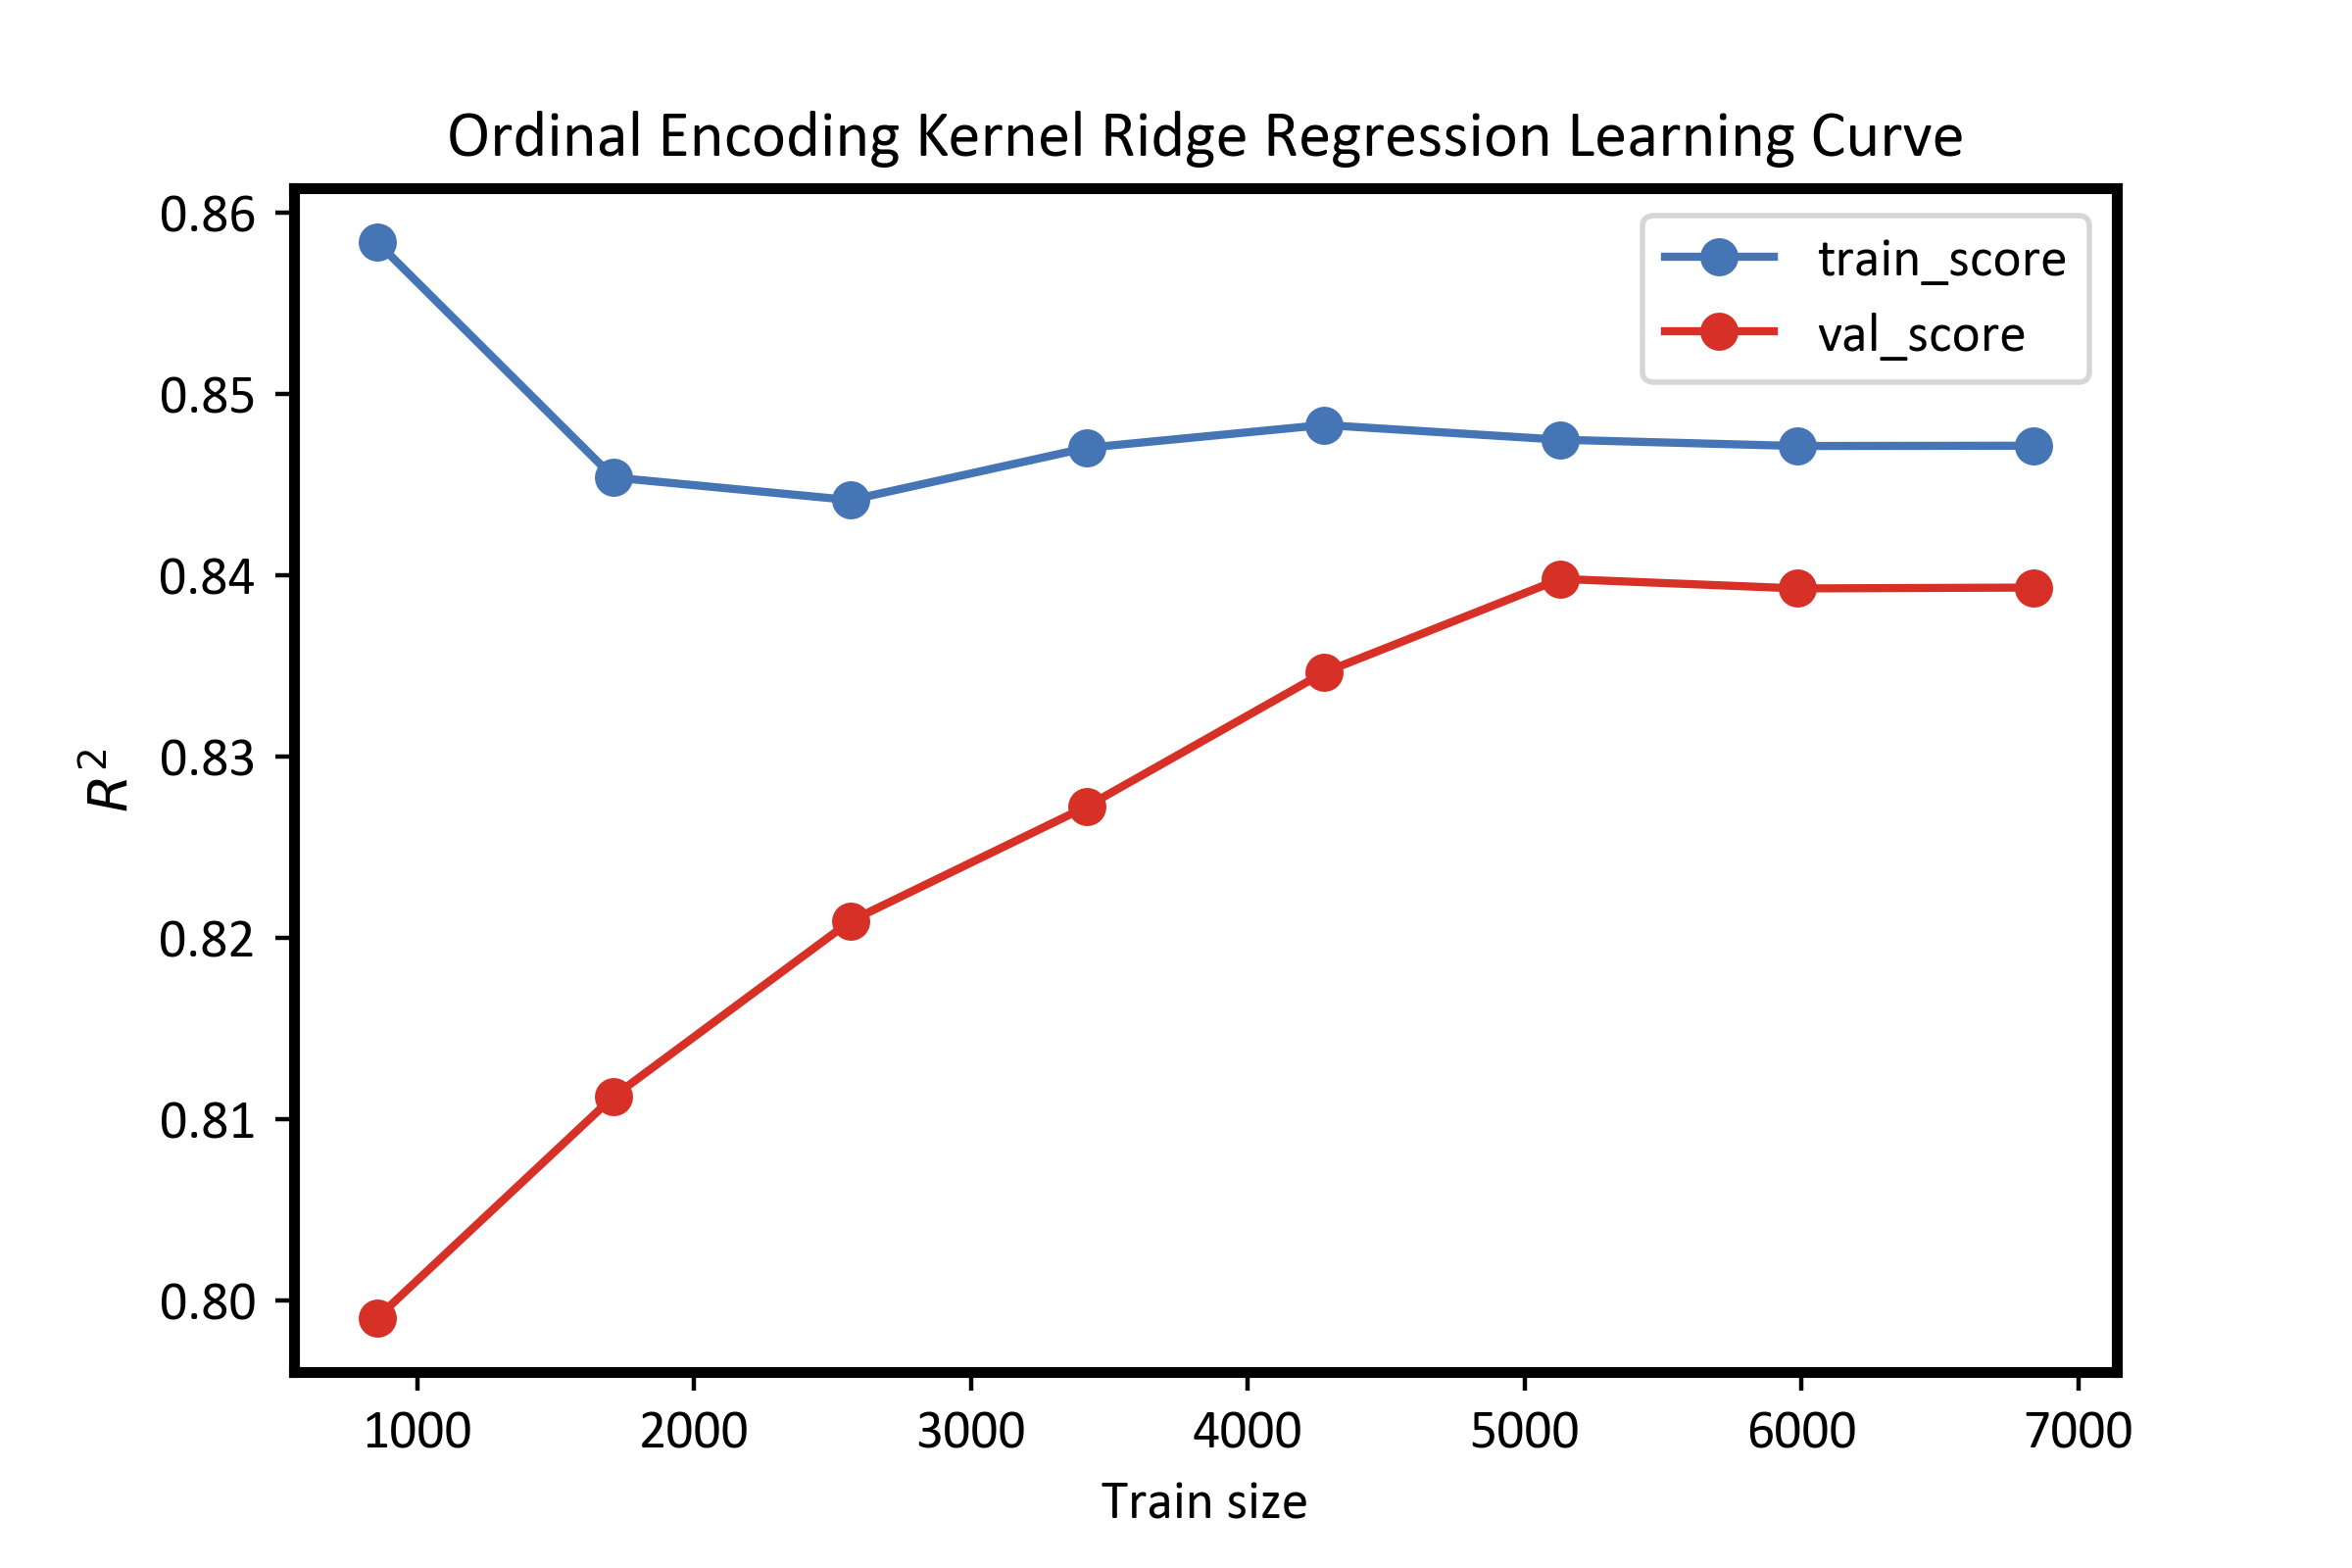 Ordinal Encoding Kernel Ridge Regression Learning Curve
0.86
0.85
0.84
0.83
0.82
0.81
0.80
R²
train_score
val_score
1000 2000 3000 4000 5000 6000 7000
Train size